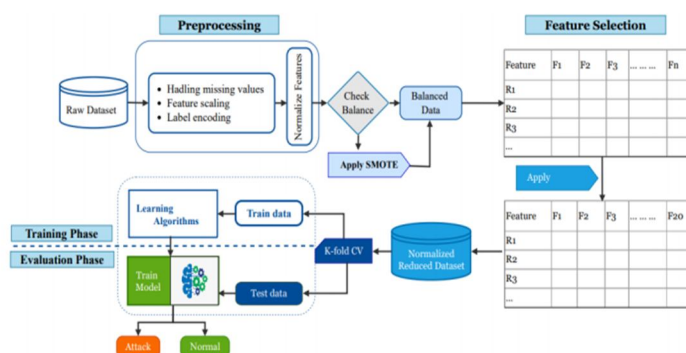 Preprocessing
Feature Selection
Raw Dataset
• Hadling missing values
• Feature scaling
• Label encoding
Normalize Features
Check
Balance
Balanced
Data
Apply SMOTE
Feature F1 F2 F3 ... ... ... Fn
R1
R2
R3
...
Apply
Feature F1 F2 F3 ... ... ... F20
R1
R2
R3
...
Learning
Algorithms
Train data
Training Phase
Evaluation Phase
K-fold CV
Normalized
Reduced Dataset
Train
Model
Test data
Attack
Normal